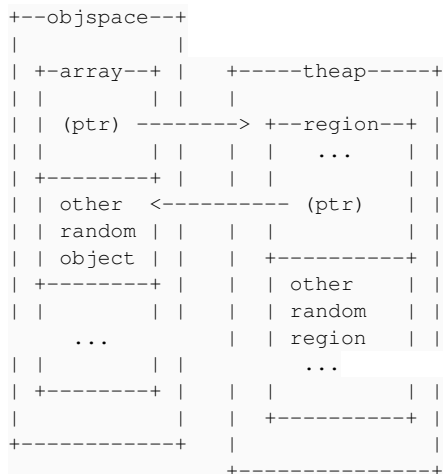 +--objspace--+
|            |
| +-array--+ |   +-----theap-----+
| |        | |   |               |
| | (ptr) --------> +--region--+ |
| |        | |   |  |   ...    | |
| +--------+ |   |  |          | |
| | other  <--------- (ptr)    | |
| | random | |   |  |          | |
| | object | |   |  +----------+ |
| +--------+ |   |  | other    | |
| |        | |   |  | random   | |
|    ...     |   |  | region   | |
| |        | |        ...
| +--------+ |   |  |          | |
|            |   |  +----------+ |
+------------+   |               |
                 +---------------+